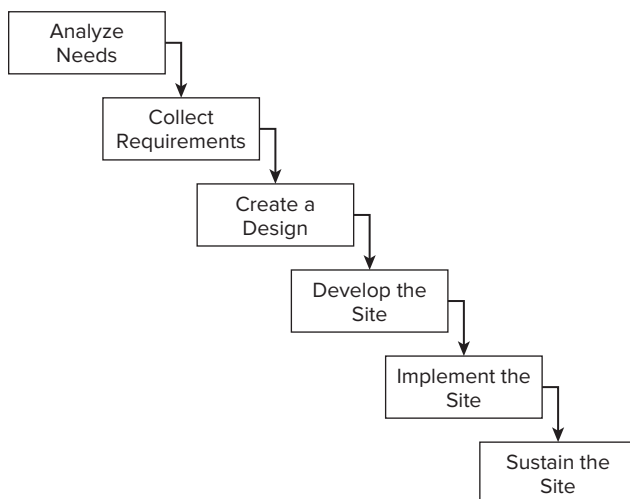 Analyze
Needs
Collect
Requirements
Create a
Design
Develop the
Site
Implement the
Site
Sustain the
Site